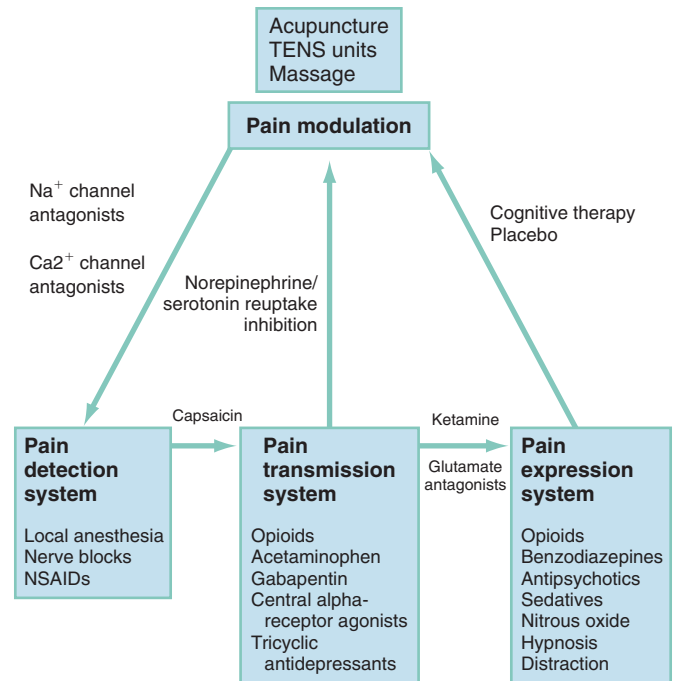 Acupuncture
TENS units
Massage
Pain modulation
Na+ channel
antagonists
Ca2+ channel
antagonists
Norepinephrine/
serotonin reuptake
inhibition
Cognitive therapy
Placebo
Capsaicin
Ketamine
Glutamate
antagonists
Pain
detection
system
Local anesthesia
Nerve blocks
NSAIDs
Pain
transmission
system
Opioids
Acetaminophen
Gabapentin
Central alpha-
receptor agonists
Tricyclic
antidepressants
Pain
expression
system
Opioids
Benzodiazepines
Antipsychotics
Sedatives
Nitrous oxide
Hypnosis
Distraction